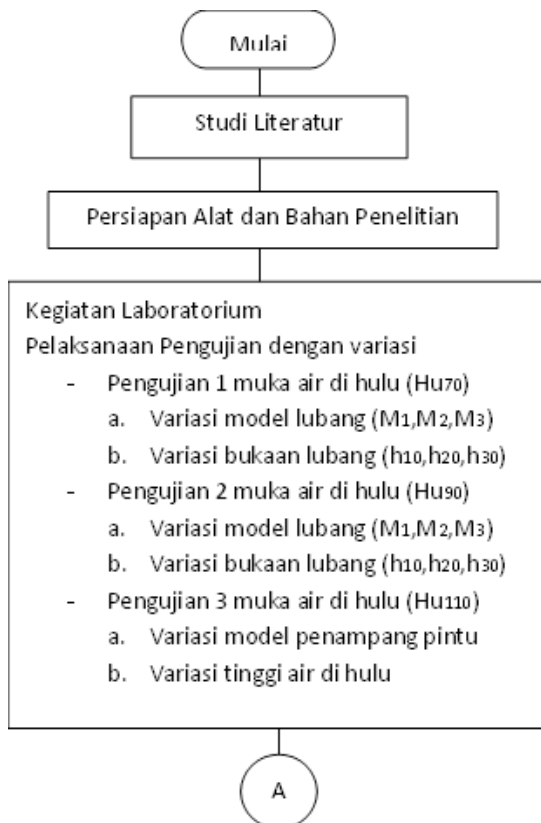 Mulai
Studi Literatur
Persiapan Alat dan Bahan Penelitian
Kegiatan Laboratorium
Pelaksanaan Pengujian dengan variasi
- Pengujian 1 muka air di hulu (Hu70)
a. Variasi model lubang (M1,M2,M3)
b. Variasi bukaan lubang (h10,h20,h30)
- Pengujian 2 muka air di hulu (Hu90)
a. Variasi model lubang (M1,M2,M3)
b. Variasi bukaan lubang (h10,h20,h30)
- Pengujian 3 muka air di hulu (Hu110)
a. Variasi model penampang pintu
b. Variasi tinggi air di hulu
A